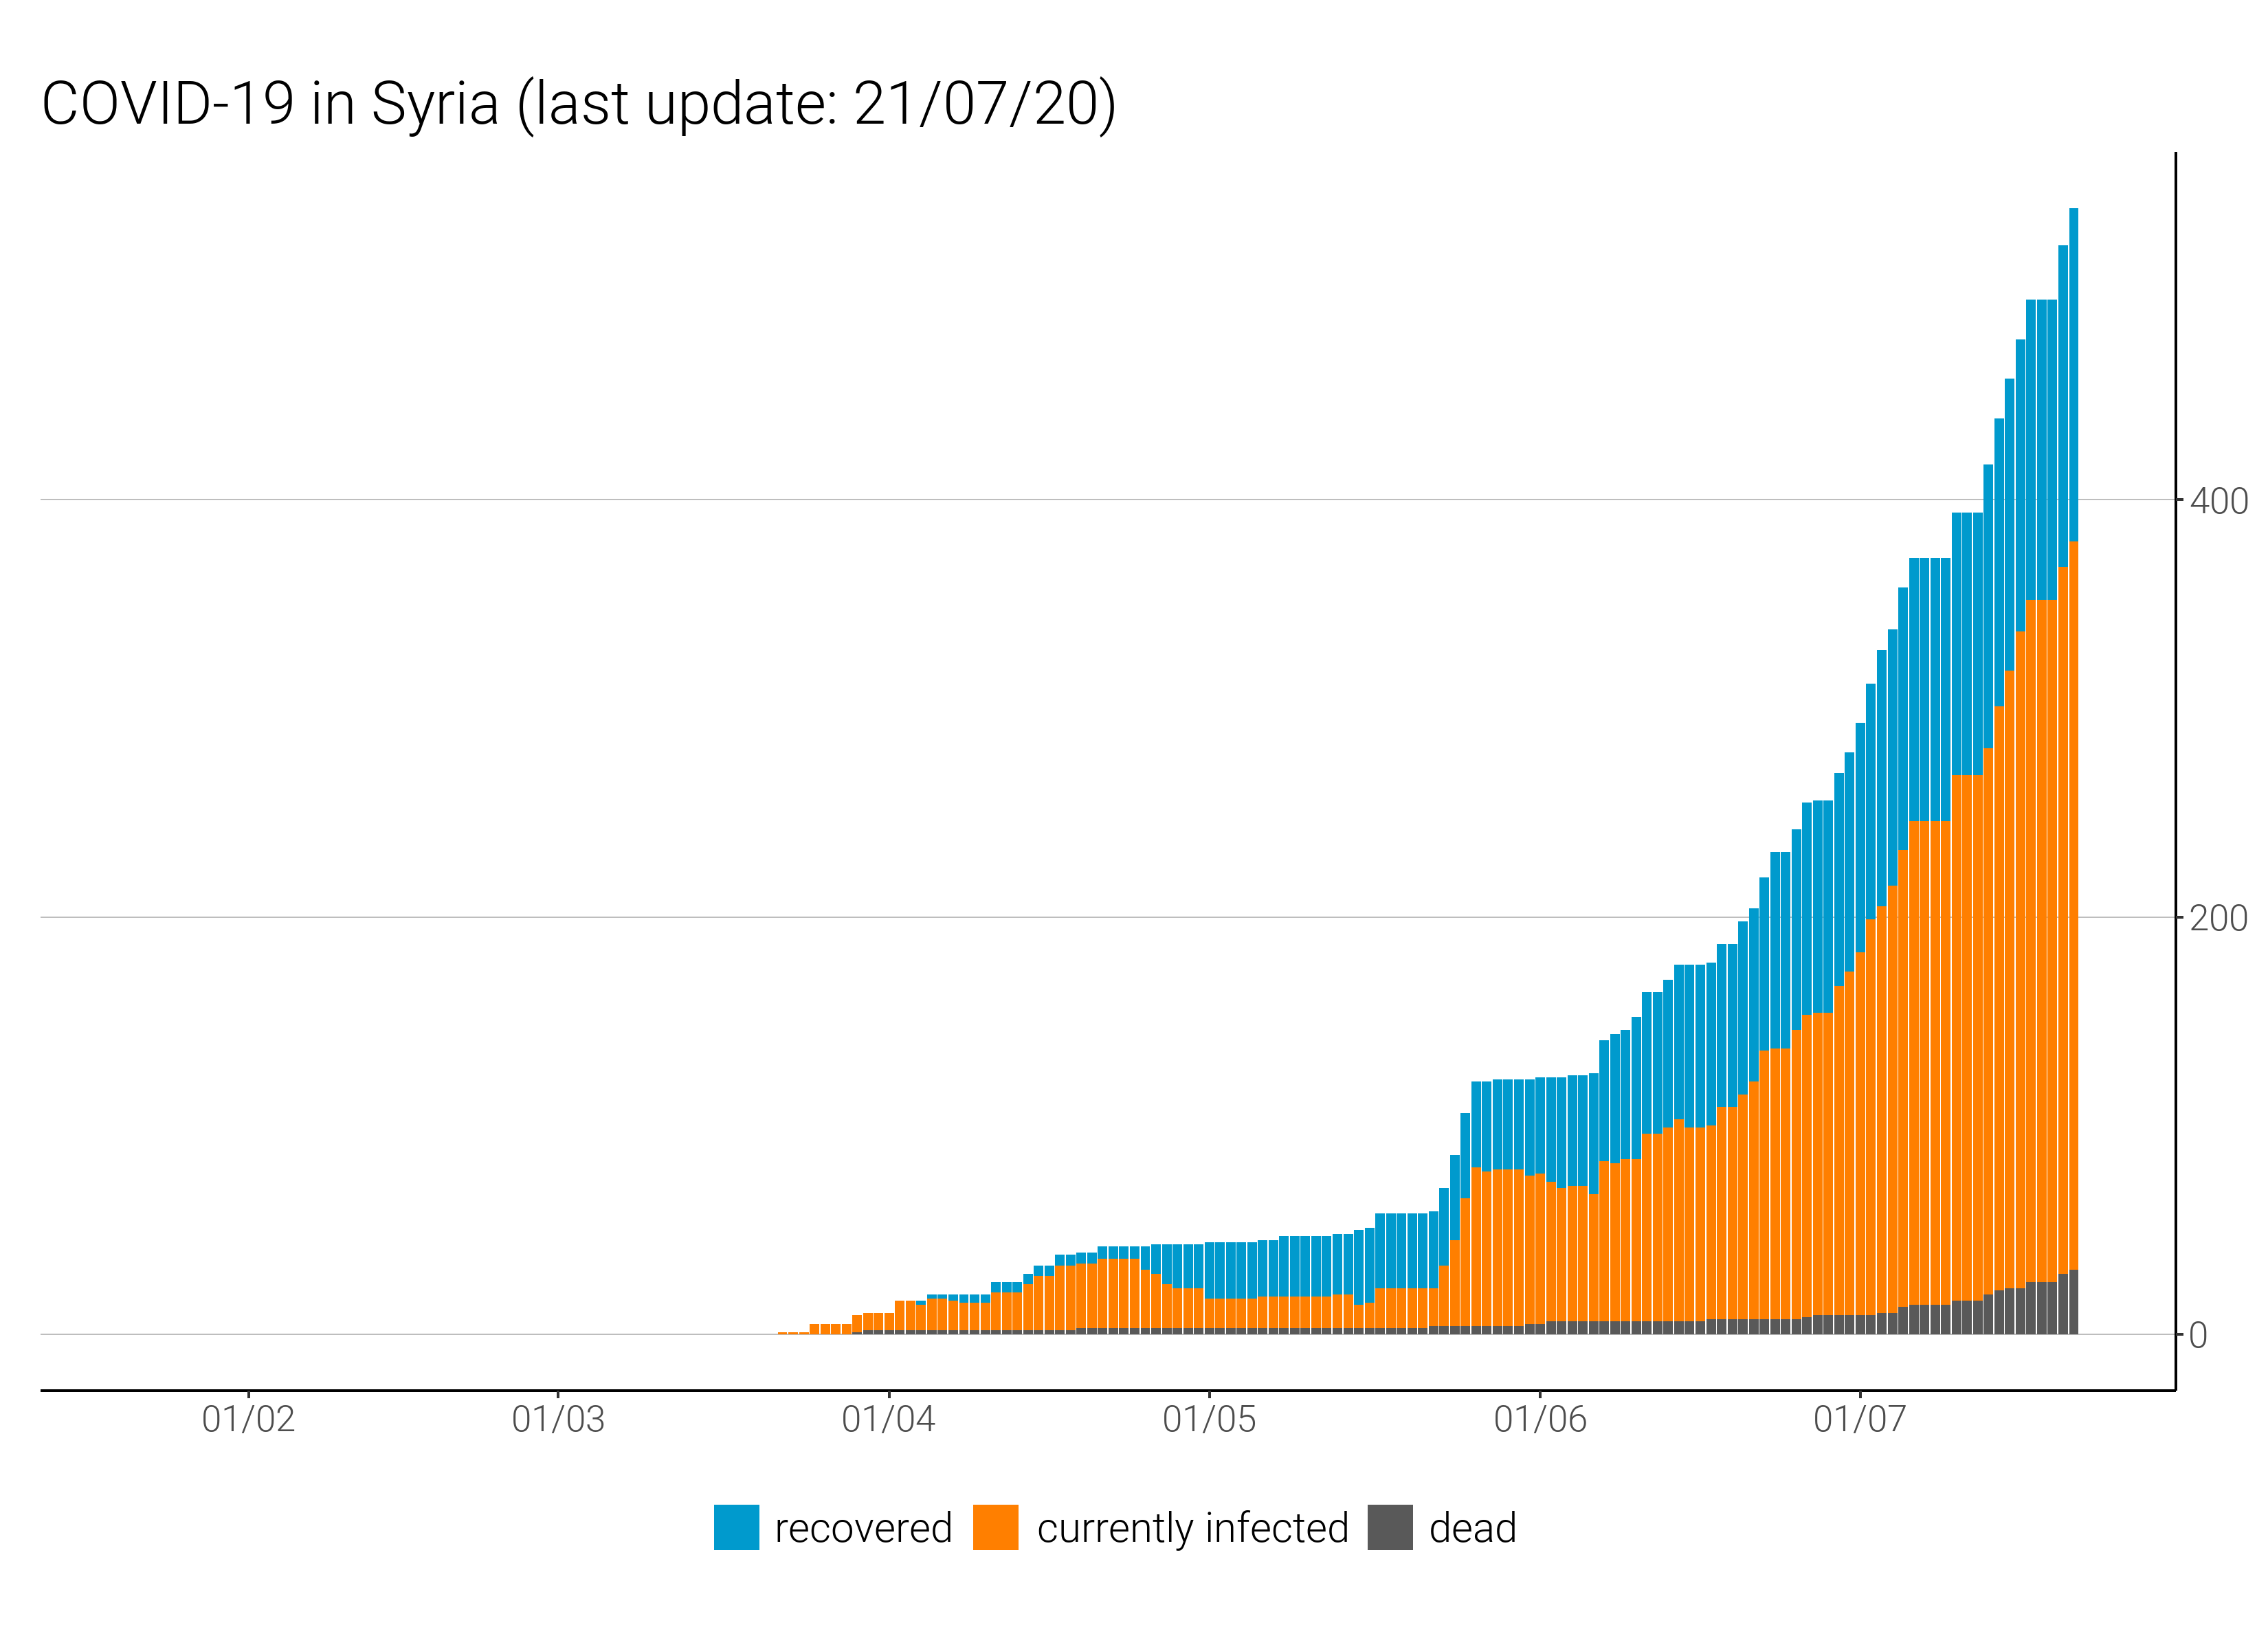 COVID-19 in Syria (last update: 21/07/20)
400
200
0
01/02 01/03 01/04 01/05 01/06 01/07
recovered currently infected dead